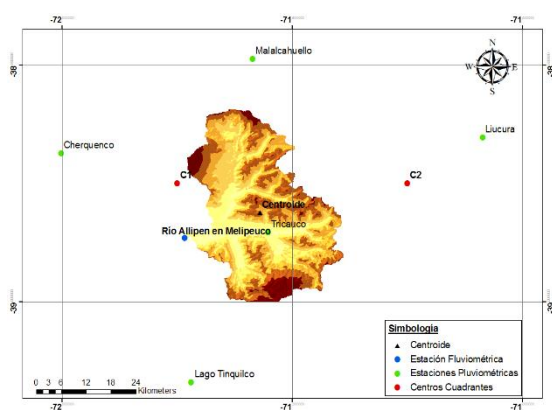 -72
-71
-71
N
W E
S
-38
-38
Malalcahuello
Liucura
Cherquenco
C1
C2
Centroide
Tricauco
Río Allipen en Melipeuco
-39
-39
Lago Tinquilco
0 3 6 12 18 24
Kilometers
Simbología
Centroide
Estación Fluviométrica
Estaciones Pluviométricas
Centros Cuadrantes
-72
-71
-71